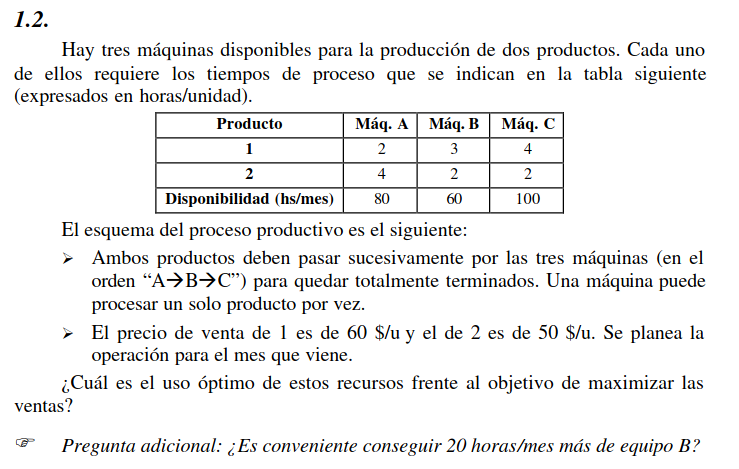 1.2.
Hay tres máquinas disponibles para la producción de dos productos. Cada uno
de ellos requiere los tiempos de proceso que se indican en la tabla siguiente
(expresados en horas/unidad).
Producto Máq. A Máq. B Máq. C
1 2 3 4
2 4 2 2
Disponibilidad (hs/mes) 80 60 100
El esquema del proceso productivo es el siguiente:
➢ Ambos productos deben pasar sucesivamente por las tres máquinas (en el
orden “A→B→C”) para quedar totalmente terminados. Una máquina puede
procesar un solo producto por vez.
➢ El precio de venta de 1 es de 60 $/u y el de 2 es de 50 $/u. Se planea la
operación para el mes que viene.
¿Cuál es el uso óptimo de estos recursos frente al objetivo de maximizar las
ventas?
☞ Pregunta adicional: ¿Es conveniente conseguir 20 horas/mes más de equipo B?